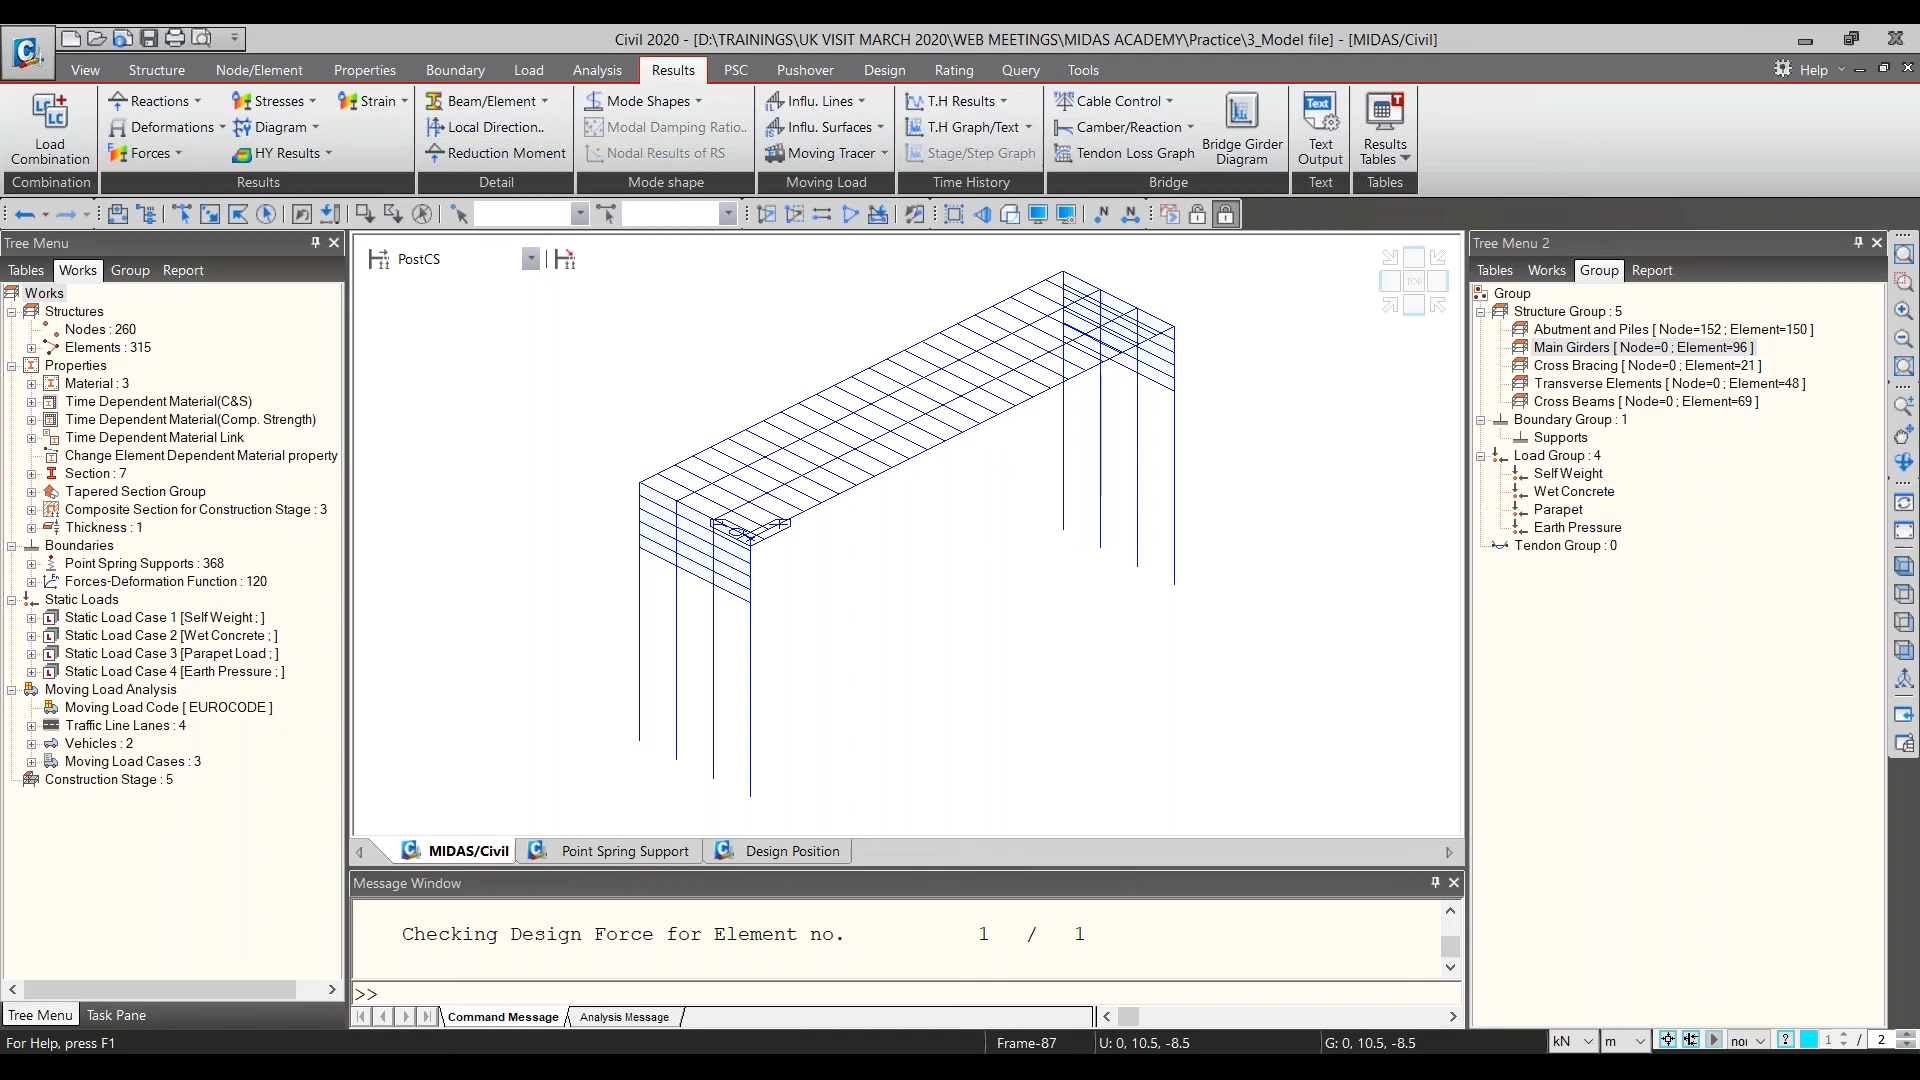 Civil 2020 - [D:\TRAININGS\UK VISIT MARCH 2020\WEB MEETINGS\MIDAS ACADEMY\Practice\3_Model file] - [MIDAS/Civil]
View Structure Node/Element Properties Boundary Load Analysis Results PSC Pushover Design Rating Query Tools Help
Load Combination
Combination
Reactions Stresses Strain
Deformations Diagram
Forces HY Results
Results
Beam/Element
Local Direction..
Reduction Moment
Detail
Mode Shapes
Modal Damping Ratio..
Nodal Results of RS
Mode shape
Influ. Lines
Influ. Surfaces
Moving Tracer
Moving Load
T.H Results
T.H Graph/Text
Stage/Step Graph
Time History
Cable Control
Camber/Reaction
Tendon Loss Graph
Bridge Girder Diagram
Bridge
Text
Text Output
Text
Results Tables
Tables
Tree Menu
Tables Works Group Report
Works
Structures
Nodes : 260
Elements : 315
Properties
Material : 3
Time Dependent Material(C&S)
Time Dependent Material(Comp. Strength)
Time Dependent Material Link
Change Element Dependent Material property
Section : 7
Tapered Section Group
Composite Section for Construction Stage : 3
Thickness : 1
Boundaries
Point Spring Supports : 368
Forces-Deformation Function : 120
Static Loads
Static Load Case 1 [Self Weight ; ]
Static Load Case 2 [Wet Concrete ; ]
Static Load Case 3 [Parapet Load ; ]
Static Load Case 4 [Earth Pressure ; ]
Moving Load Analysis
Moving Load Code [ EUROCODE ]
Traffic Line Lanes : 4
Vehicles : 2
Moving Load Cases : 3
Construction Stage : 5
Tree Menu Task Pane
PostCS
TOP
MIDAS/Civil Point Spring Support Design Position
Message Window
Checking Design Force for Element no. 1 / 1
>>
Command Message Analysis Message
Tree Menu 2
Tables Works Group Report
Group
Structure Group : 5
Abutment and Piles [ Node=152 ; Element=150 ]
Main Girders [ Node=0 ; Element=96 ]
Cross Bracing [ Node=0 ; Element=21 ]
Transverse Elements [ Node=0 ; Element=48 ]
Cross Beams [ Node=0 ; Element=69 ]
Boundary Group : 1
Supports
Load Group : 4
Self Weight
Wet Concrete
Parapet
Earth Pressure
Tendon Group : 0
For Help, press F1
Frame-87
U: 0, 10.5, -8.5
G: 0, 10.5, -8.5
kN m 1 / 2